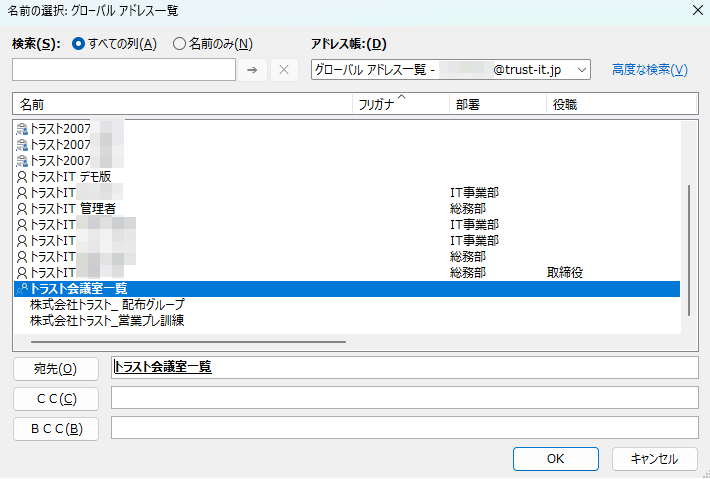 名前の選択: グローバル アドレス一覧
検索(S): すべての列(A) 名前のみ(N) アドレス帳:(D)
グローバル アドレス一覧 - @trust-it.jp 高度な検索(V)
名前 フリガナ 部署 役職
トラスト2007
トラスト2007
トラスト2007
トラストIT デモ版
トラストIT IT事業部
トラストIT 管理者 総務部
トラストIT IT事業部
トラストIT IT事業部
トラストIT 総務部
トラストIT 総務部 取締役
トラスト会議室一覧
株式会社トラスト_ 配布グループ
株式会社トラスト_営業プレ訓練
宛先(O) トラスト会議室一覧
ＣＣ(C)
ＢＣＣ(B)
OK キャンセル